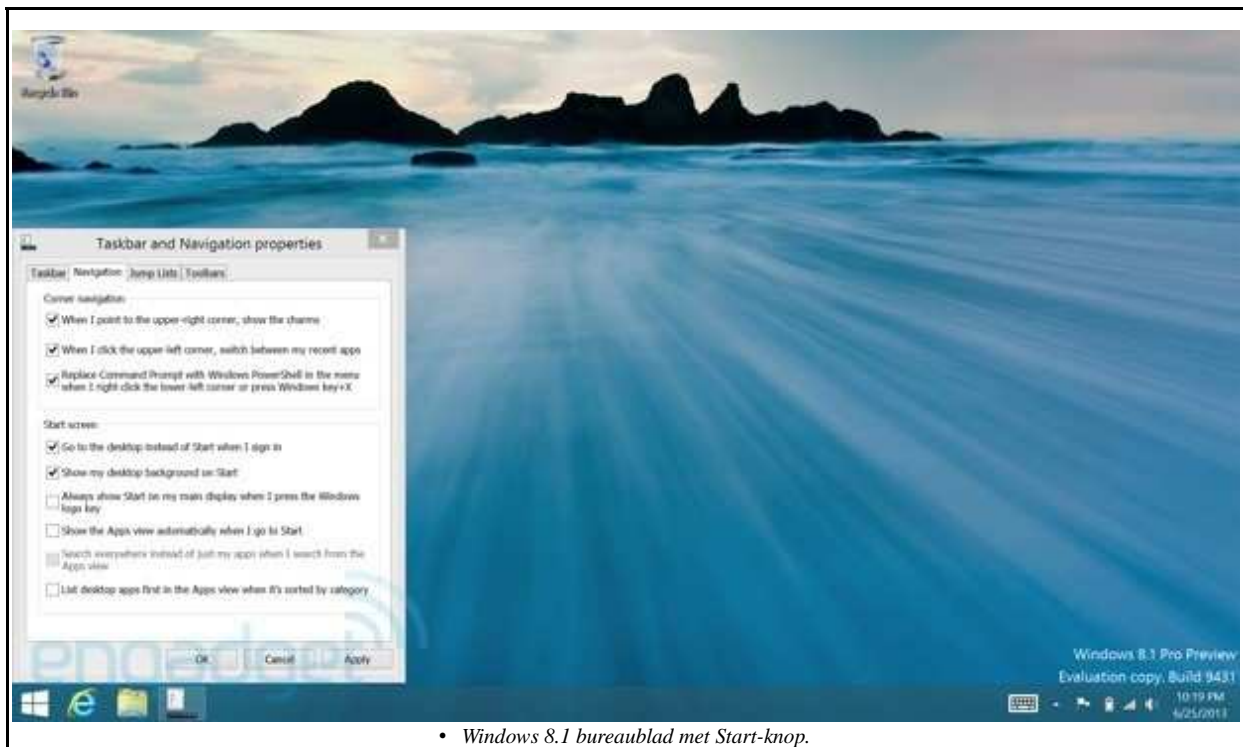 Recycle Bin
Taskbar and Navigation properties
Taskbar Navigation Jump Lists Toolbars
Corner navigation
When I point to the upper-right corner, show the charms
When I click the upper-left corner, switch between my recent apps
Replace Command Prompt with Windows PowerShell in the menu
when I right-click the lower-left corner or press Windows key+X
Start screen
Go to the desktop instead of Start when I sign in
Show my desktop background on Start
Always show Start on my main display when I press the Windows
logo key
Show the Apps view automatically when I go to Start
Search everywhere instead of just my apps when I search from the
Apps view
List desktop apps first in the Apps view when it's sorted by category
engadget
OK Cancel Apply
Windows 8.1 Pro Preview
Evaluation copy. Build 9431
10:19 PM
6/25/2013
• Windows 8.1 bureaublad met Start-knop.